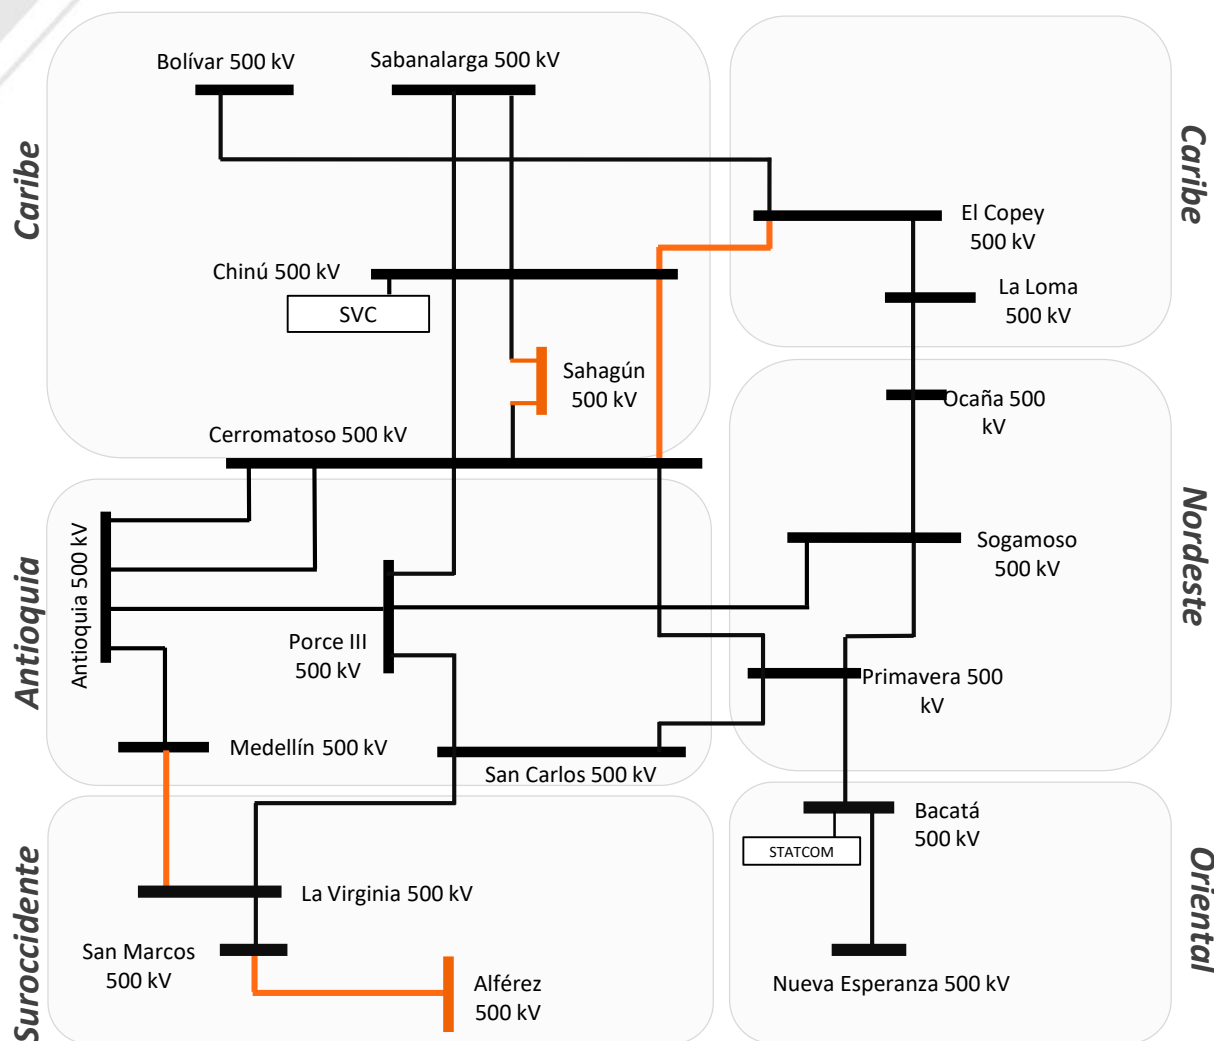 Bolívar 500 kV
Sabanalarga 500 kV
Caribe
Caribe
El Copey
500 kV
Chinú 500 kV
SVC
La Loma
500 kV
Sahagún
500 kV
Ocaña 500
kV
Cerromatoso 500 kV
Antioquia
Antioquia 500 kV
Nordeste
Sogamoso
500 kV
Porce III
500 kV
Primavera 500
kV
Medellín 500 kV
San Carlos 500 kV
Suroccidente
Bacatá
500 kV
STATCOM
Oriental
La Virginia 500 kV
San Marcos
500 kV
Alférez
500 kV
Nueva Esperanza 500 kV